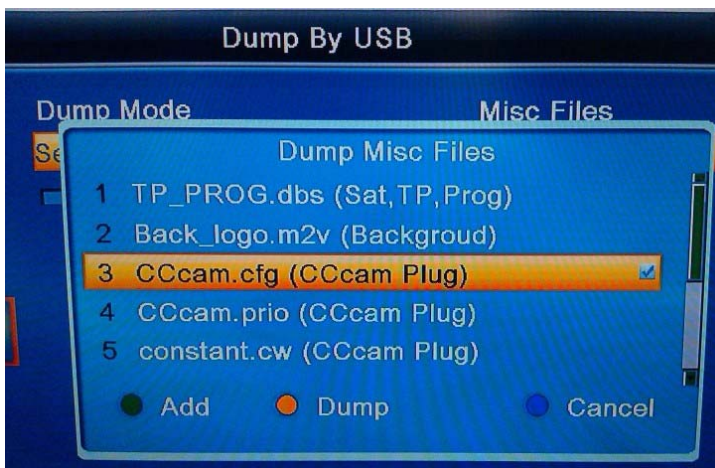 Dump By USB
Dump Mode Misc Files
Se
Dump Misc Files
1 TP_PROG.dbs (Sat,TP,Prog)
2 Back_logo.m2v (Backgroud)
3 CCcam.cfg (CCcam Plug)
4 CCcam.prio (CCcam Plug)
5 constant.cw (CCcam Plug)
Add Dump Cancel